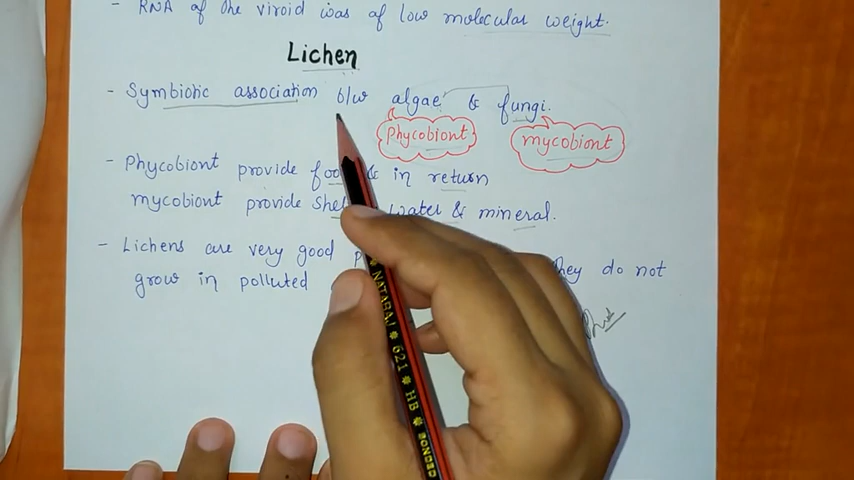 - RNA of the viroid was of low molecular weight.
Lichen
- Symbiotic association b/w algae & fungi.
Phycobiont
mycobiont
- Phycobiont provide & in return
mycobiont provide water & mineral.
- Lichens are very good they do not
grow in polluted
NATARAJ 621 HB BONDED